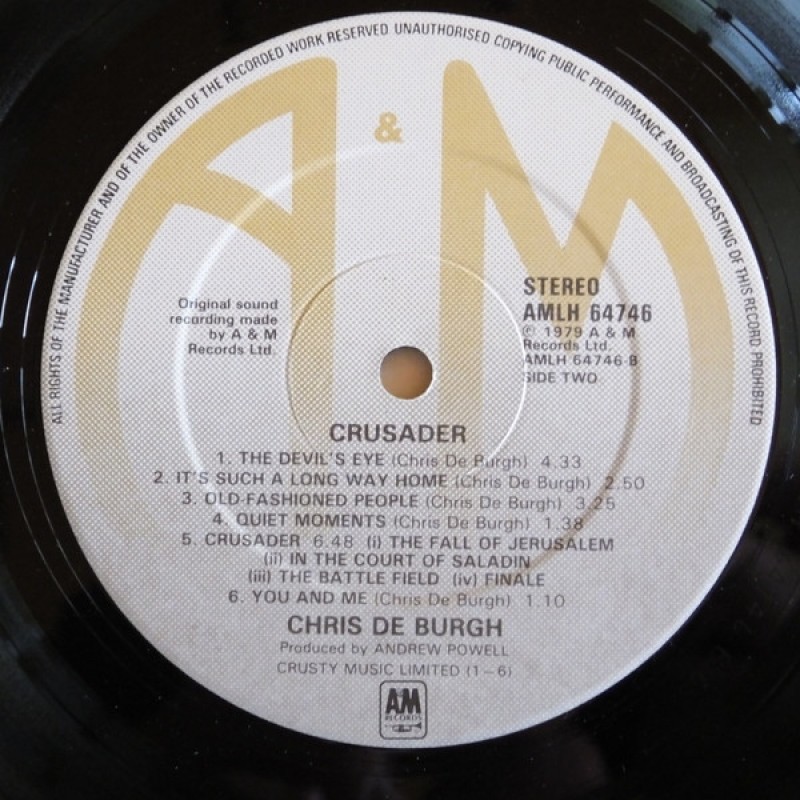 ALL RIGHTS OF THE MANUFACTURER AND OF THE OWNER OF THE RECORDED WORK RESERVED UNAUTHORISED COPYING PUBLIC PERFORMANCE AND BROADCASTING OF THIS RECORD PROHIBITED
A & M
Original sound
recording made
by A & M
Records Ltd.
STEREO
AMLH 64746
℗ 1979 A & M
Records Ltd.
AMLH 64746-B
SIDE TWO
CRUSADER
1. THE DEVIL'S EYE (Chris De Burgh) 4.33
2. IT'S SUCH A LONG WAY HOME (Chris De Burgh) 2.50
3. OLD-FASHIONED PEOPLE (Chris De Burgh) 3.25
4. QUIET MOMENTS (Chris De Burgh) 1.38
5. CRUSADER 6.48 (i) THE FALL OF JERUSALEM
(ii) IN THE COURT OF SALADIN
(iii) THE BATTLE FIELD (iv) FINALE
6. YOU AND ME (Chris De Burgh) 1.10
CHRIS DE BURGH
Produced by ANDREW POWELL
CRUSTY MUSIC LIMITED (1-6)
A&M
RECORDS